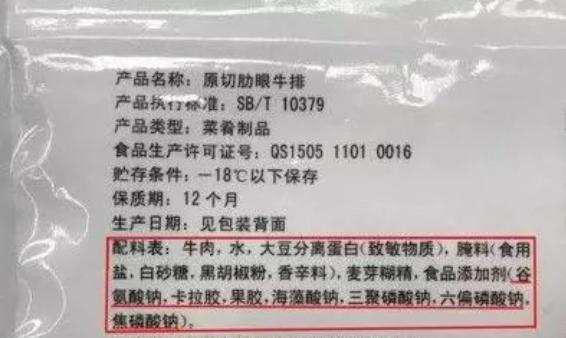 产品名称：原切肋眼牛排
产品执行标准：SB/T 10379
产品类型：菜肴制品
食品生产许可证号：QS1505 1101 0016
贮存条件：－18℃以下保存
保质期：12个月
生产日期：见包装背面
配料表：牛肉，水，大豆分离蛋白(致敏物质)，腌料(食用
盐，白砂糖，黑胡椒粉，香辛料)，麦芽糊精，食品添加剂(谷
氨酸钠，卡拉胶，果胶，海藻酸钠，三聚磷酸钠，六偏磷酸钠，
焦磷酸钠)。